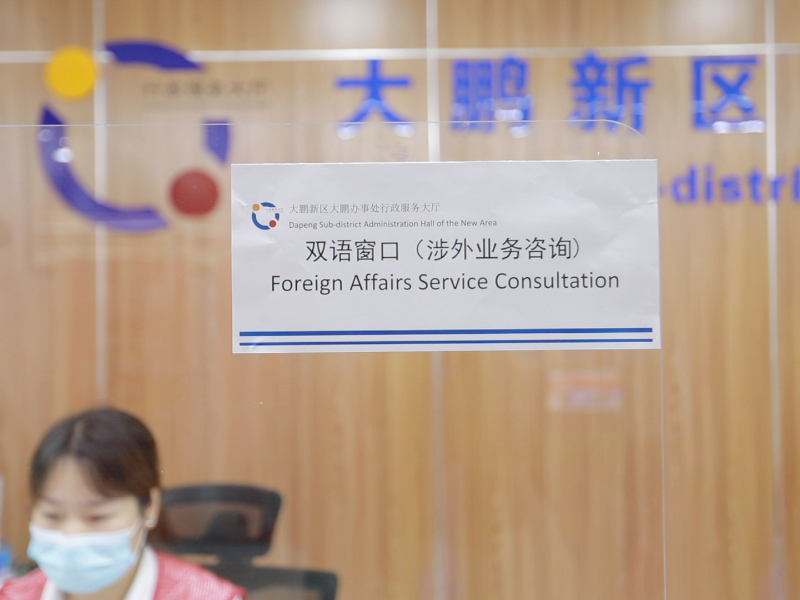 大鹏新区
-distri
大鹏新区大鹏办事处行政服务大厅
Dapeng Sub-district Administration Hall of the New Area
双语窗口（涉外业务咨询）
Foreign Affairs Service Consultation